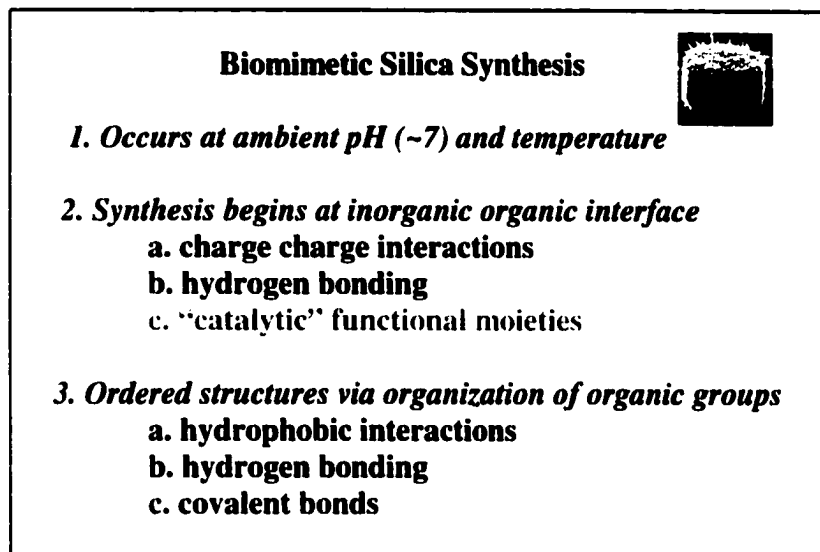 Biomimetic Silica Synthesis
1. Occurs at ambient pH (~7) and temperature
2. Synthesis begins at inorganic organic interface
a. charge charge interactions
b. hydrogen bonding
c. “catalytic” functional moieties
3. Ordered structures via organization of organic groups
a. hydrophobic interactions
b. hydrogen bonding
c. covalent bonds